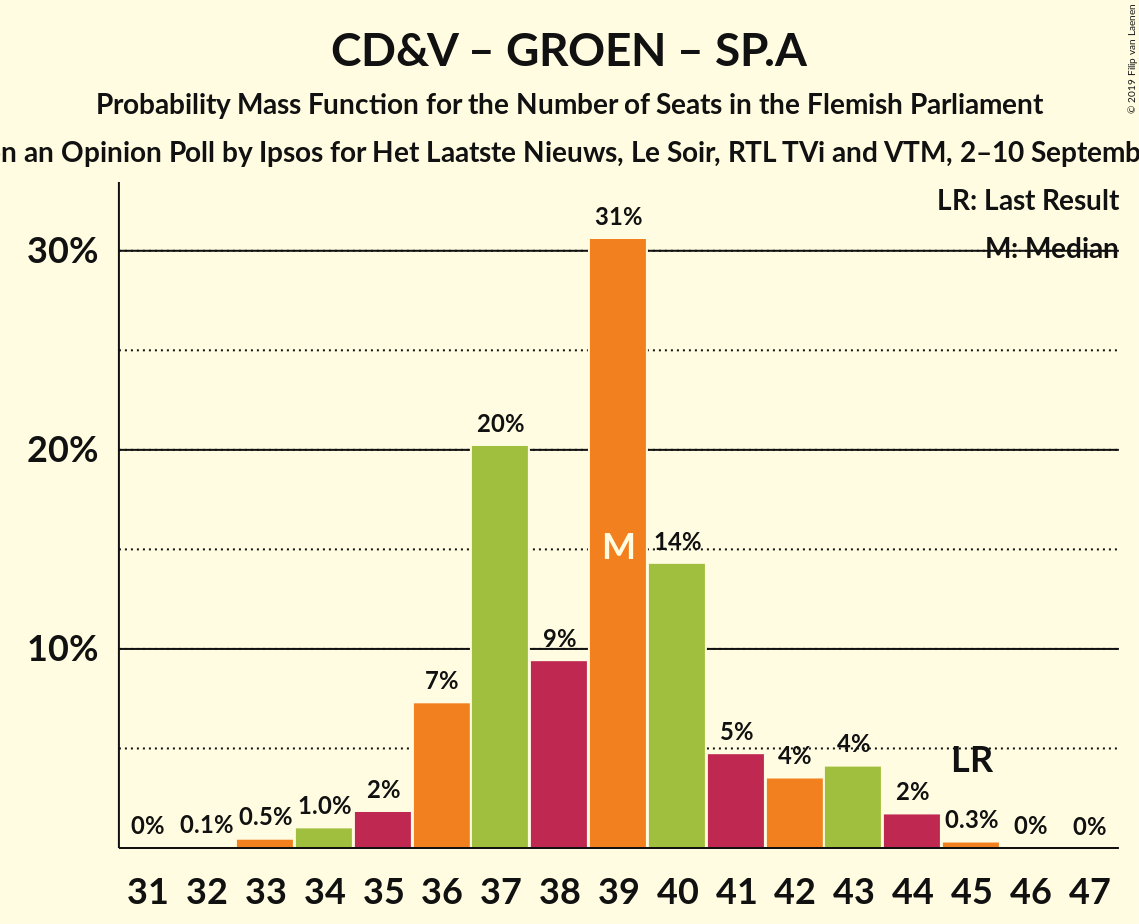 CD&V – GROEN – SP.A
Probability Mass Function for the Number of Seats in the Flemish Parliament
an Opinion Poll by Ipsos for Het Laatste Nieuws, Le Soir, RTL TVi and VTM, 2–10
© 2019 Filip van Laenen
LR: Last Result
M: Median
31%
30%
20%
20%
M
14%
10%
9%
7%
5%
4%
4%
LR
2%
2%
0%
0.1%
0.5%
1.0%
0.3%
0%
0%
31 32 33 34 35 36 37 38 39 40 41 42 43 44 45 46 47